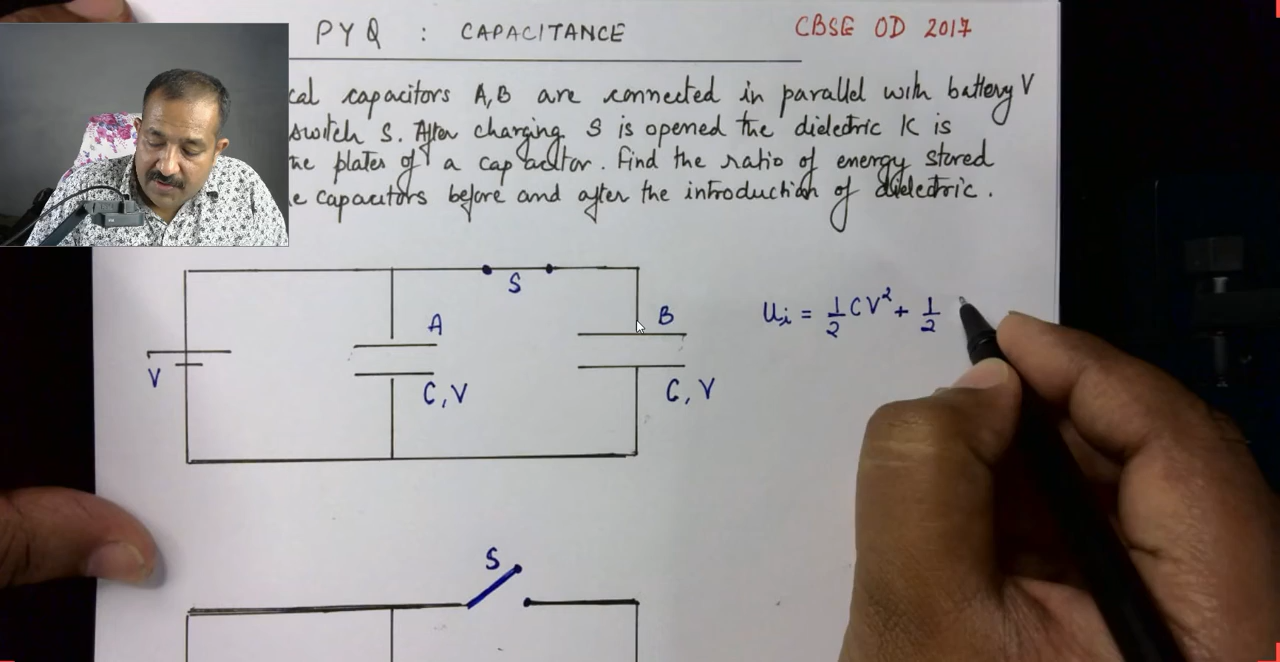 PYQ : CAPACITANCE
CBSE OD 2017
cal capacitors A,B are connected in parallel with battery V
switch S. After charging S is opened the dielectric K is
he plates of a capacitor. Find the ratio of energy stored
e capacitors before and after the introduction of dielectric.
S
A
B
V
C, V
C, V
Ui = 1/2 CV² + 1/2
S